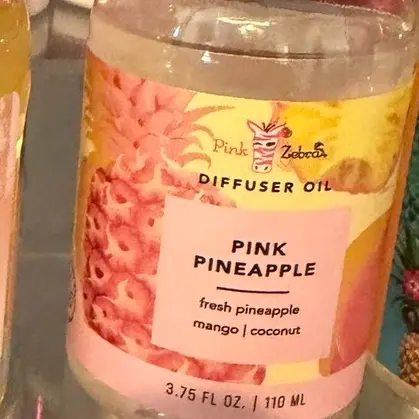 Pink Zebra
DIFFUSER OIL
PINK
PINEAPPLE
fresh pineapple
mango | coconut
3.75 FL OZ. | 110 ML